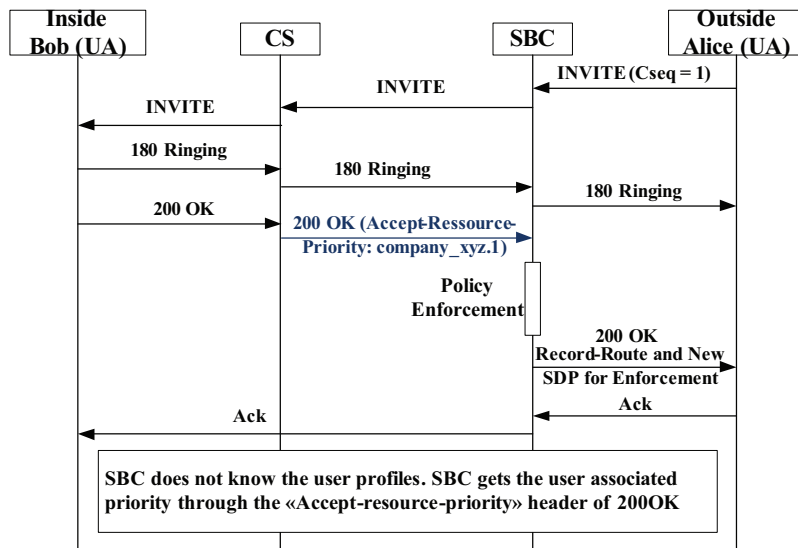 Inside
Bob (UA)
CS
SBC
Outside
Alice (UA)
INVITE (Cseq = 1)
INVITE
INVITE
180 Ringing
180 Ringing
180 Ringing
200 OK
200 OK (Accept-Ressource-
Priority: company_xyz.1)
Policy
Enforcement
200 OK
Record-Route and New
SDP for Enforcement
Ack
Ack
SBC does not know the user profiles. SBC gets the user associated
priority through the «Accept-resource-priority» header of 200OK